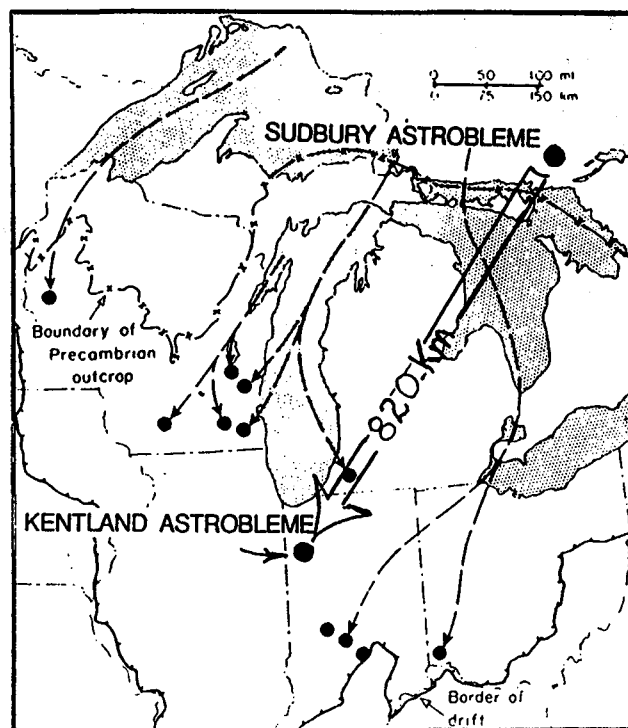 0 50 100 mi
0 75 150 km
SUDBURY ASTROBLEME
Boundary of
Precambrian
outcrop
820-Km
KENTLAND ASTROBLEME
Border of
drift